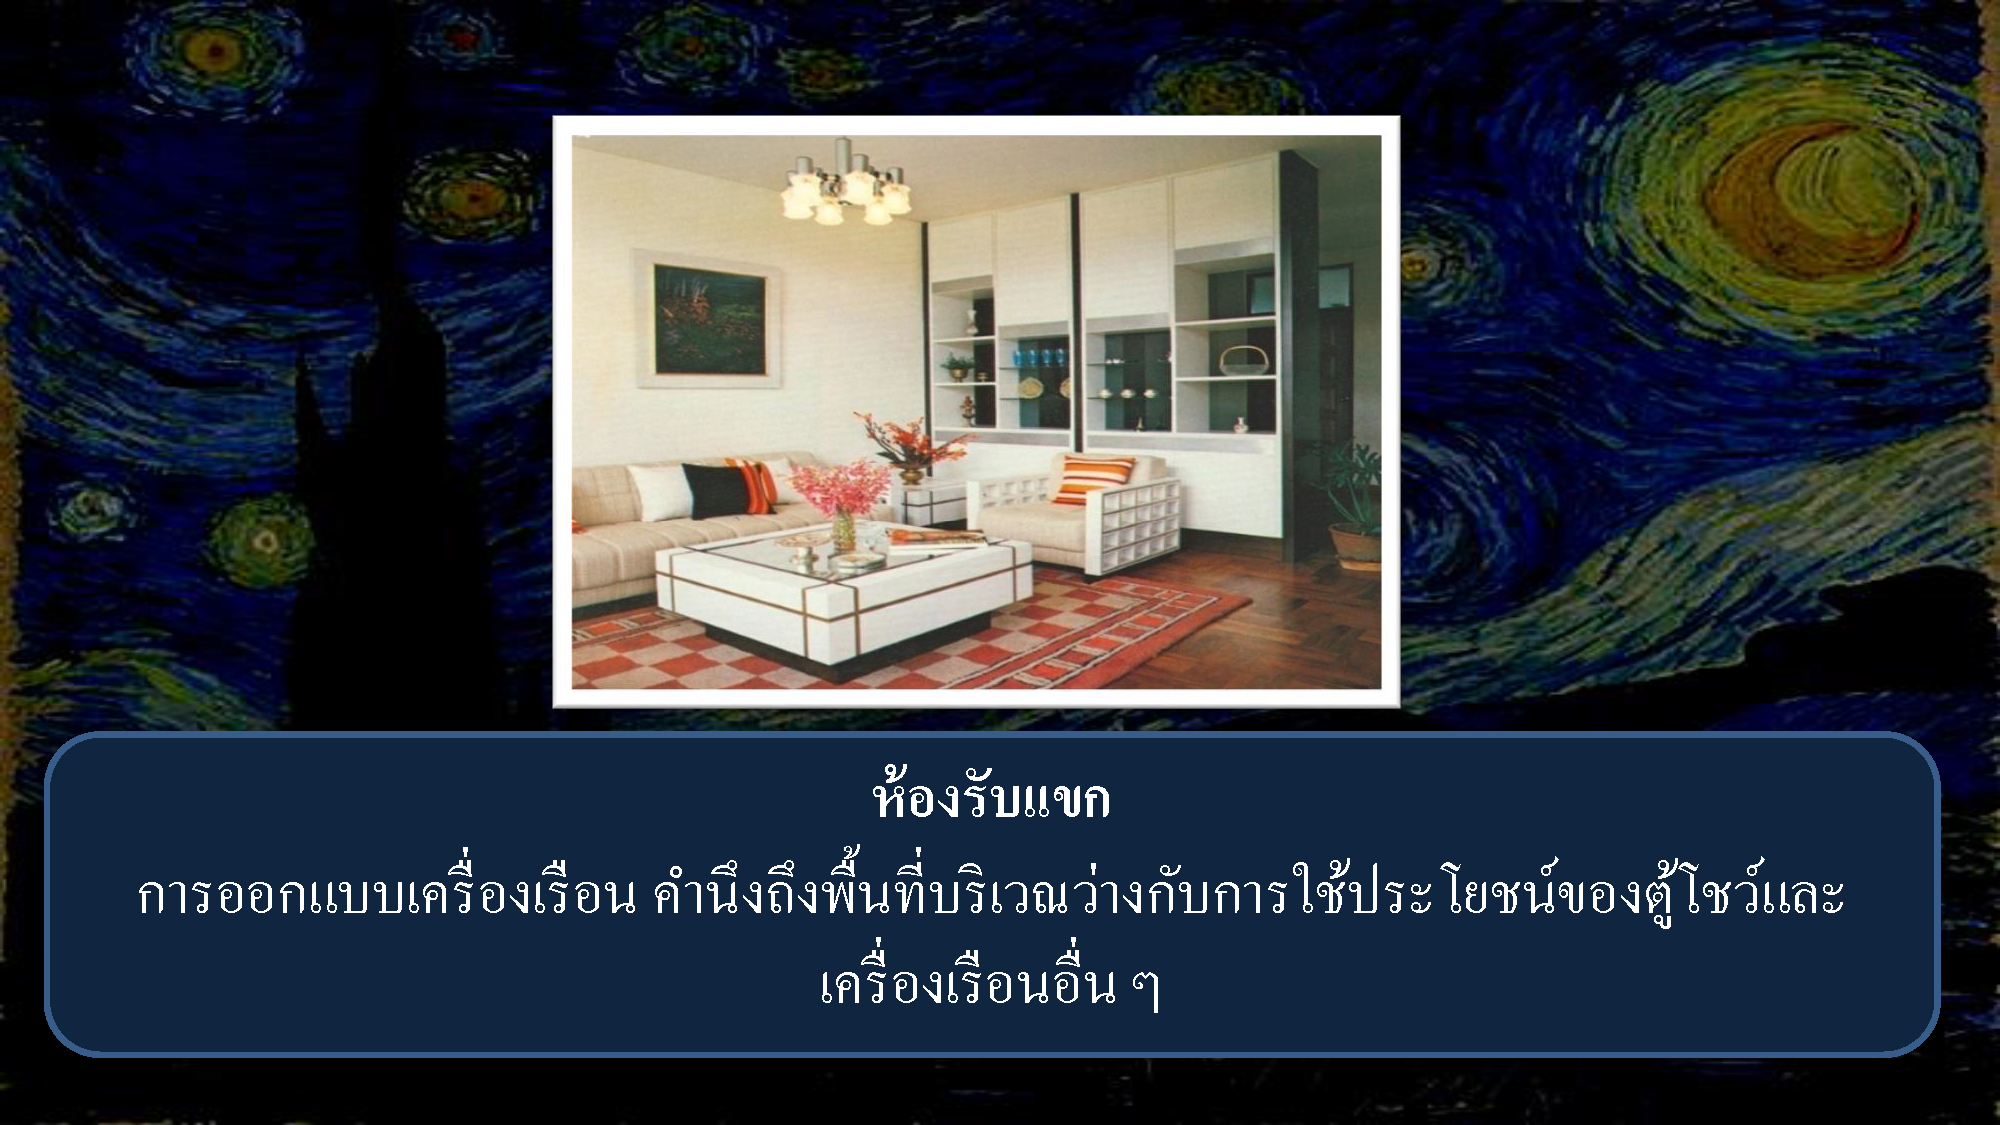 ห้องรับแขก
การออกแบบเครื่องเรือน คำนึงถึงพื้นที่บริเวณว่างกับการใช้ประโยชน์ของตู้โชว์และ
เครื่องเรือนอื่น ๆ